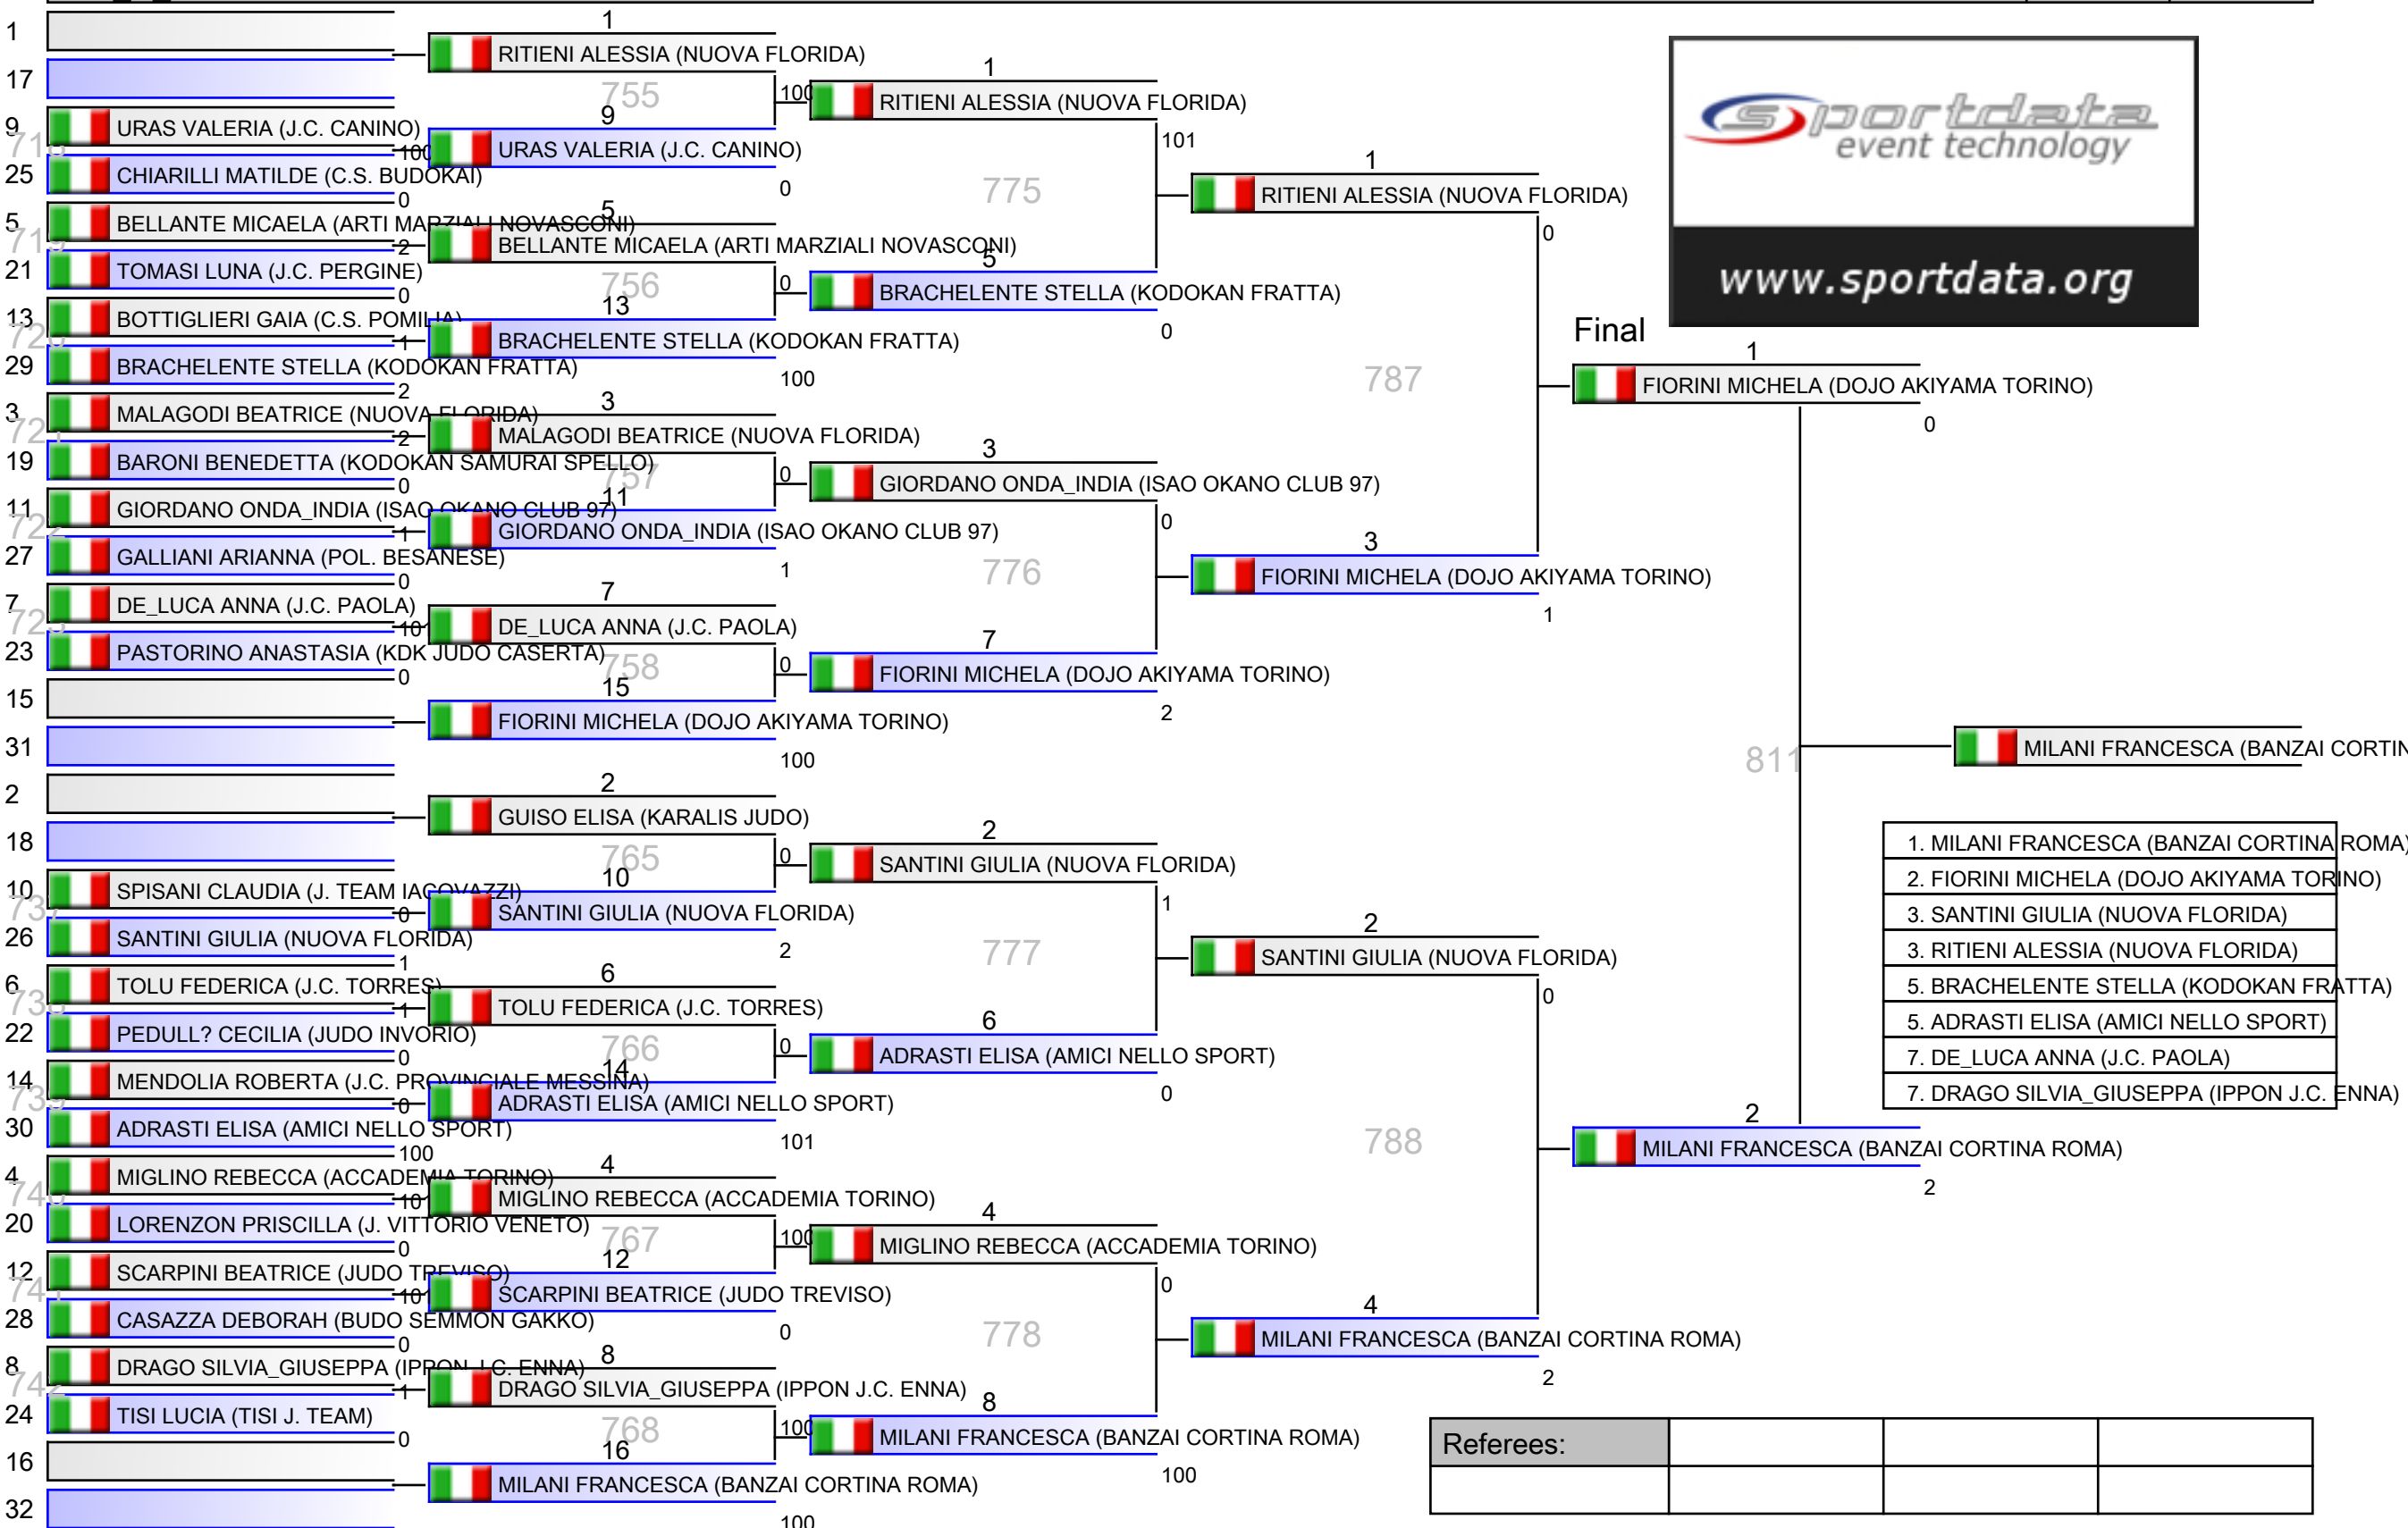 1
17
9
URAS VALERIA (J.C. CANINO)
100
25
CHIARILLI MATILDE (C.S. BUDOKAI)
0
5
BELLANTE MICAELA (ARTI MARZIALI NOVASCONI)
2
21
TOMASI LUNA (J.C. PERGINE)
0
13
BOTTIGLIERI GAIA (C.S. POMILIA)
1
29
BRACHELENTE STELLA (KODOKAN FRATTA)
2
3
MALAGODI BEATRICE (NUOVA FLORIDA)
2
19
BARONI BENEDETTA (KODOKAN SAMURAI SPELLO)
0
11
GIORDANO ONDA_INDIA (ISAO OKANO CLUB 97)
1
27
GALLIANI ARIANNA (POL. BESANESE)
0
7
DE_LUCA ANNA (J.C. PAOLA)
23
PASTORINO ANASTASIA (KDK JUDO CASERTA)
0
15
31
2
18
10
SPISANI CLAUDIA (J. TEAM IACOVAZZI)
0
26
SANTINI GIULIA (NUOVA FLORIDA)
1
6
TOLU FEDERICA (J.C. TORRES)
1
22
PEDULL? CECILIA (JUDO INVORIO)
0
14
MENDOLIA ROBERTA (J.C. PROVINCIALE MESSINA)
0
30
ADRASTI ELISA (AMICI NELLO SPORT)
100
4
MIGLINO REBECCA (ACCADEMIA TORINO)
20
LORENZON PRISCILLA (J. VITTORIO VENETO)
0
12
SCARPINI BEATRICE (JUDO TREVISO)
28
CASAZZA DEBORAH (BUDO SEMMON GAKKO)
0
8
DRAGO SILVIA_GIUSEPPA (IPPON J.C. ENNA)
1
24
TISI LUCIA (TISI J. TEAM)
0
16
32
1
RITIENI ALESSIA (NUOVA FLORIDA)
755
100
9
URAS VALERIA (J.C. CANINO)
0
5
BELLANTE MICAELA (ARTI MARZIALI NOVASCONI)
756
0
13
BRACHELENTE STELLA (KODOKAN FRATTA)
100
3
MALAGODI BEATRICE (NUOVA FLORIDA)
757
0
11
GIORDANO ONDA_INDIA (ISAO OKANO CLUB 97)
1
7
DE_LUCA ANNA (J.C. PAOLA)
758
0
15
FIORINI MICHELA (DOJO AKIYAMA TORINO)
100
2
GUISO ELISA (KARALIS JUDO)
765
0
10
SANTINI GIULIA (NUOVA FLORIDA)
2
6
TOLU FEDERICA (J.C. TORRES)
766
0
14
ADRASTI ELISA (AMICI NELLO SPORT)
101
4
MIGLINO REBECCA (ACCADEMIA TORINO)
767
100
12
SCARPINI BEATRICE (JUDO TREVISO)
0
8
DRAGO SILVIA_GIUSEPPA (IPPON J.C. ENNA)
768
100
16
MILANI FRANCESCA (BANZAI CORTINA ROMA)
100
1
RITIENI ALESSIA (NUOVA FLORIDA)
101
775
5
BRACHELENTE STELLA (KODOKAN FRATTA)
0
3
GIORDANO ONDA_INDIA (ISAO OKANO CLUB 97)
0
776
7
FIORINI MICHELA (DOJO AKIYAMA TORINO)
2
2
SANTINI GIULIA (NUOVA FLORIDA)
1
777
6
ADRASTI ELISA (AMICI NELLO SPORT)
0
4
MIGLINO REBECCA (ACCADEMIA TORINO)
0
778
8
MILANI FRANCESCA (BANZAI CORTINA ROMA)
100
1
RITIENI ALESSIA (NUOVA FLORIDA)
0
787
3
FIORINI MICHELA (DOJO AKIYAMA TORINO)
1
2
SANTINI GIULIA (NUOVA FLORIDA)
0
788
4
MILANI FRANCESCA (BANZAI CORTINA ROMA)
2
sportdata
event technology
www.sportdata.org
Final
1
FIORINI MICHELA (DOJO AKIYAMA TORINO)
0
811
2
MILANI FRANCESCA (BANZAI CORTINA ROMA)
2
MILANI FRANCESCA (BANZAI CORTIN
1. MILANI FRANCESCA (BANZAI CORTINA ROMA)
2. FIORINI MICHELA (DOJO AKIYAMA TORINO)
3. SANTINI GIULIA (NUOVA FLORIDA)
3. RITIENI ALESSIA (NUOVA FLORIDA)
5. BRACHELENTE STELLA (KODOKAN FRATTA)
5. ADRASTI ELISA (AMICI NELLO SPORT)
7. DE_LUCA ANNA (J.C. PAOLA)
7. DRAGO SILVIA_GIUSEPPA (IPPON J.C. ENNA)
Referees: